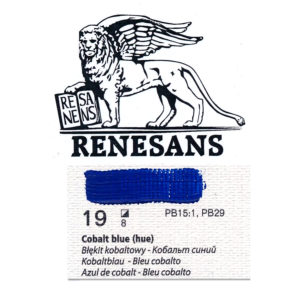 RE SA
NE NS
RENESANS
19 8 PB15:1, PB29
Cobalt blue (hue)
Błękit kobaltowy - Кобальт синий
Kobaltblau - Bleu cobalto
Azul de cobalt - Bleu cobalto